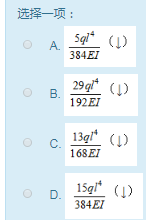 选择一项：
A. 5ql⁴/384EI (↓)
B. 29ql⁴/192EI (↓)
C. 13ql⁴/168EI (↓)
D. 15ql⁴/384EI (↓)